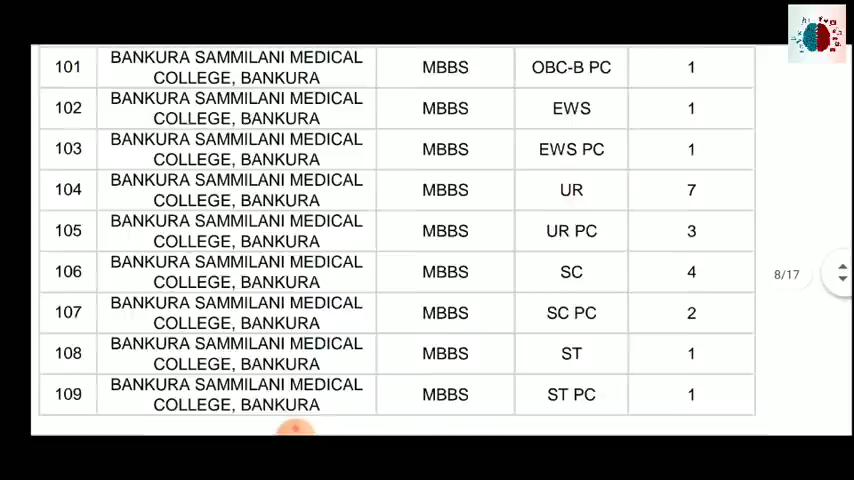 101 BANKURA SAMMILANI MEDICAL COLLEGE, BANKURA MBBS OBC-B PC 1
102 BANKURA SAMMILANI MEDICAL COLLEGE, BANKURA MBBS EWS 1
103 BANKURA SAMMILANI MEDICAL COLLEGE, BANKURA MBBS EWS PC 1
104 BANKURA SAMMILANI MEDICAL COLLEGE, BANKURA MBBS UR 7
105 BANKURA SAMMILANI MEDICAL COLLEGE, BANKURA MBBS UR PC 3
106 BANKURA SAMMILANI MEDICAL COLLEGE, BANKURA MBBS SC 4
107 BANKURA SAMMILANI MEDICAL COLLEGE, BANKURA MBBS SC PC 2
108 BANKURA SAMMILANI MEDICAL COLLEGE, BANKURA MBBS ST 1
109 BANKURA SAMMILANI MEDICAL COLLEGE, BANKURA MBBS ST PC 1
8/17